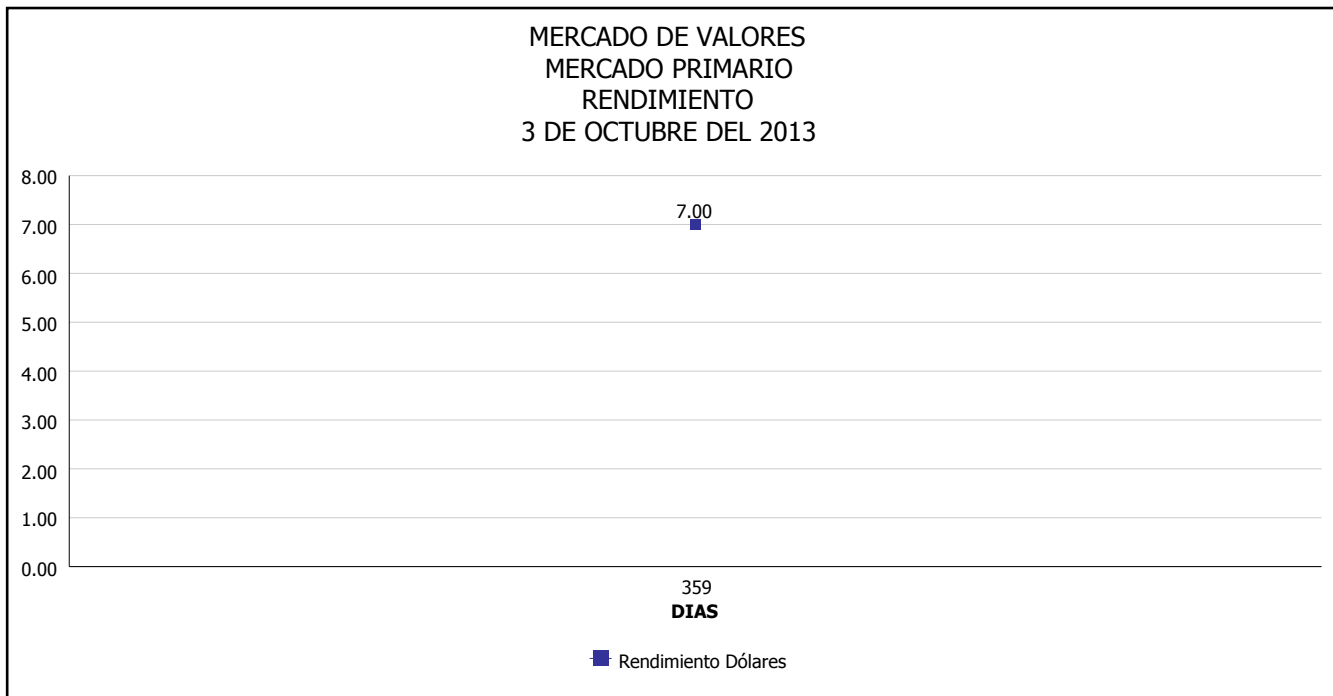 MERCADO DE VALORES
MERCADO PRIMARIO
RENDIMIENTO
3 DE OCTUBRE DEL 2013
8.00
7.00
7.00
6.00
5.00
4.00
3.00
2.00
1.00
0.00
359
DIAS
Rendimiento Dólares